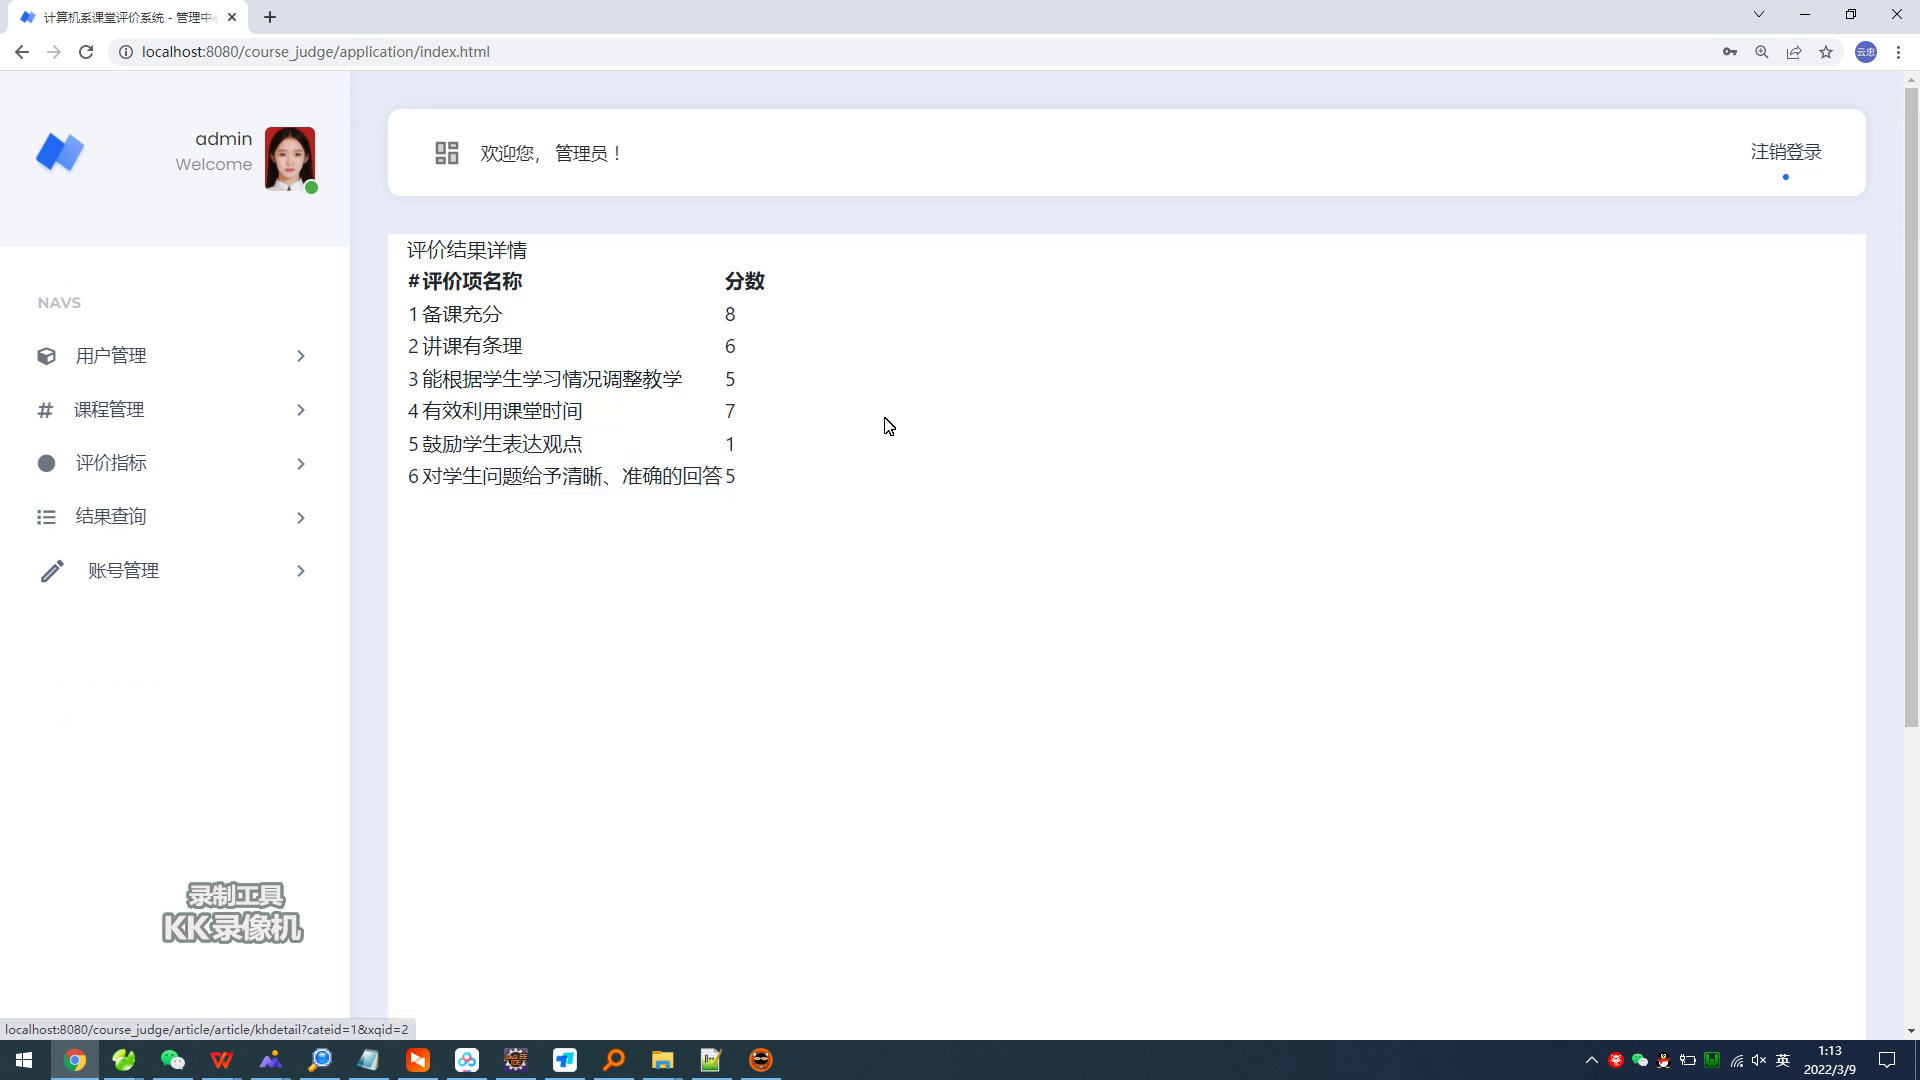 计算机系课堂评价系统 - 管理中
localhost:8080/course_judge/application/index.html
云忠
admin
Welcome
欢迎您，管理员！
注销登录
NAVS
用户管理
课程管理
评价指标
结果查询
账号管理
评价结果详情
# 评价项名称 分数
1 备课充分 8
2 讲课有条理 6
3 能根据学生学习情况调整教学 5
4 有效利用课堂时间 7
5 鼓励学生表达观点 1
6 对学生问题给予清晰、准确的回答 5
录制工具
KK录像机
localhost:8080/course_judge/article/article/khdetail?cateid=1&xqid=2
英
1:13
2022/3/9